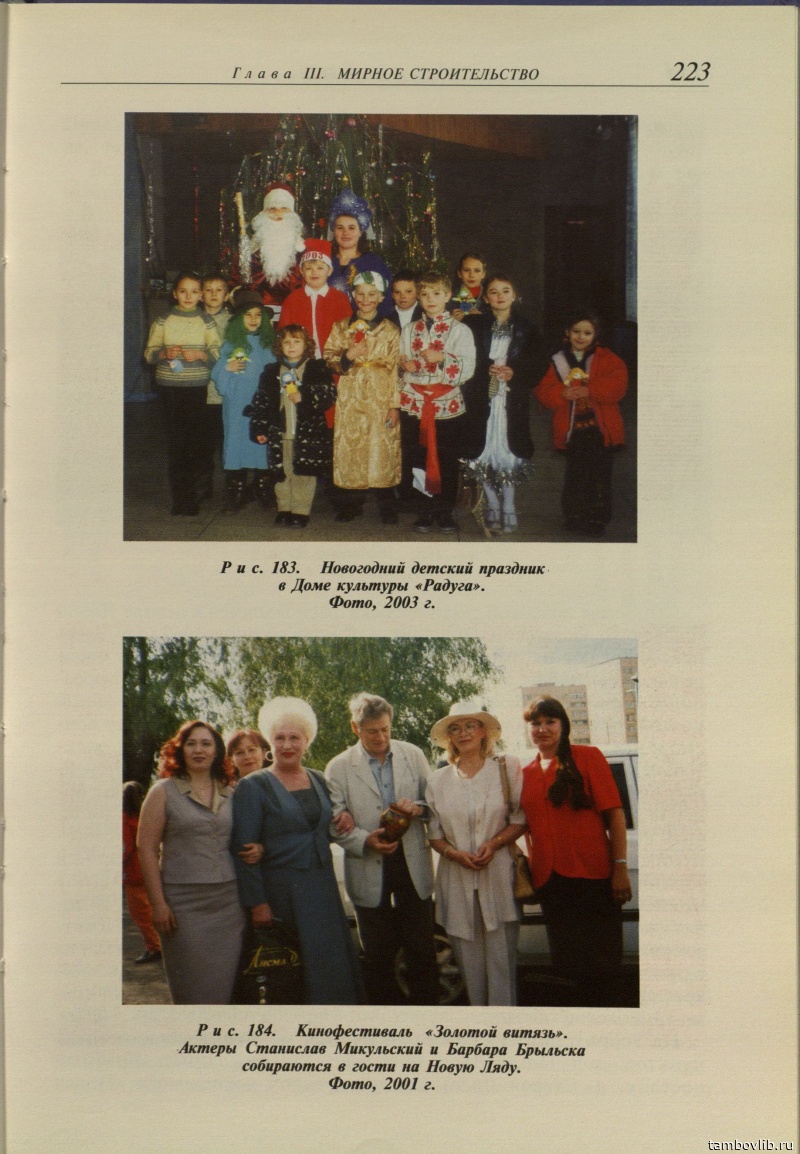 Глава III. МИРНОЕ СТРОИТЕЛЬСТВО
223
2003
Рис. 183. Новогодний детский праздник
в Доме культуры «Радуга».
Фото, 2003 г.
Рис. 184. Кинофестиваль «Золотой витязь».
Актеры Станислав Микульский и Барбара Брыльска
собираются в гости на Новую Ляду.
Фото, 2001 г.
tambovlib.ru